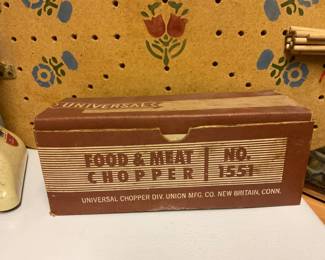 UNIVERSAL
FOOD & MEAT
CHOPPER
NO.
1551
UNIVERSAL CHOPPER DIV. UNION MFG. CO. NEW BRITAIN, CONN.